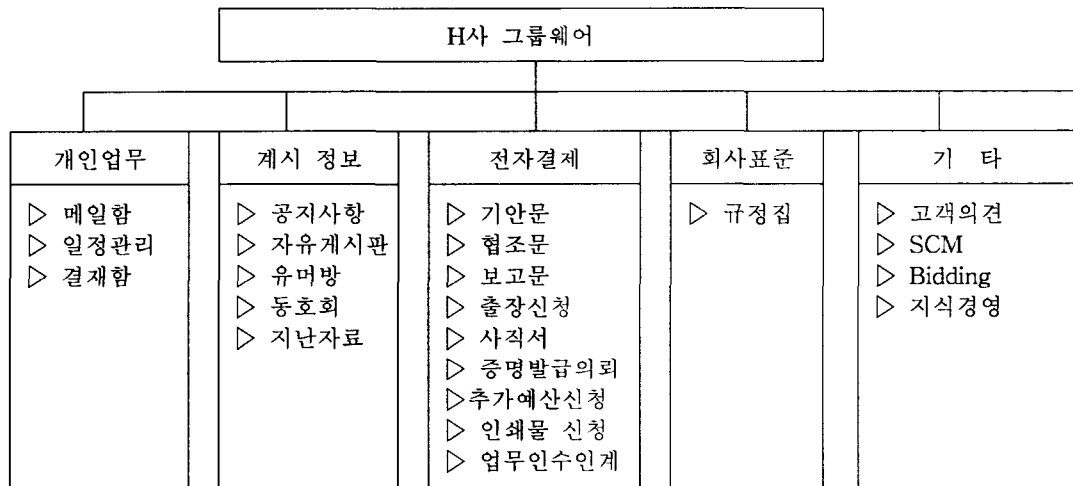 H사 그룹웨어
개인업무
▷ 메일함
▷ 일정관리
▷ 결재함
게시 정보
▷ 공지사항
▷ 자유게시판
▷ 유머방
▷ 동호회
▷ 지난자료
전자결제
▷ 기안문
▷ 협조문
▷ 보고문
▷ 출장신청
▷ 사직서
▷ 증명발급의뢰
▷추가예산신청
▷ 인쇄물 신청
▷ 업무인수인계
회사표준
▷ 규정집
기 타
▷ 고객의견
▷ SCM
▷ Bidding
▷ 지식경영